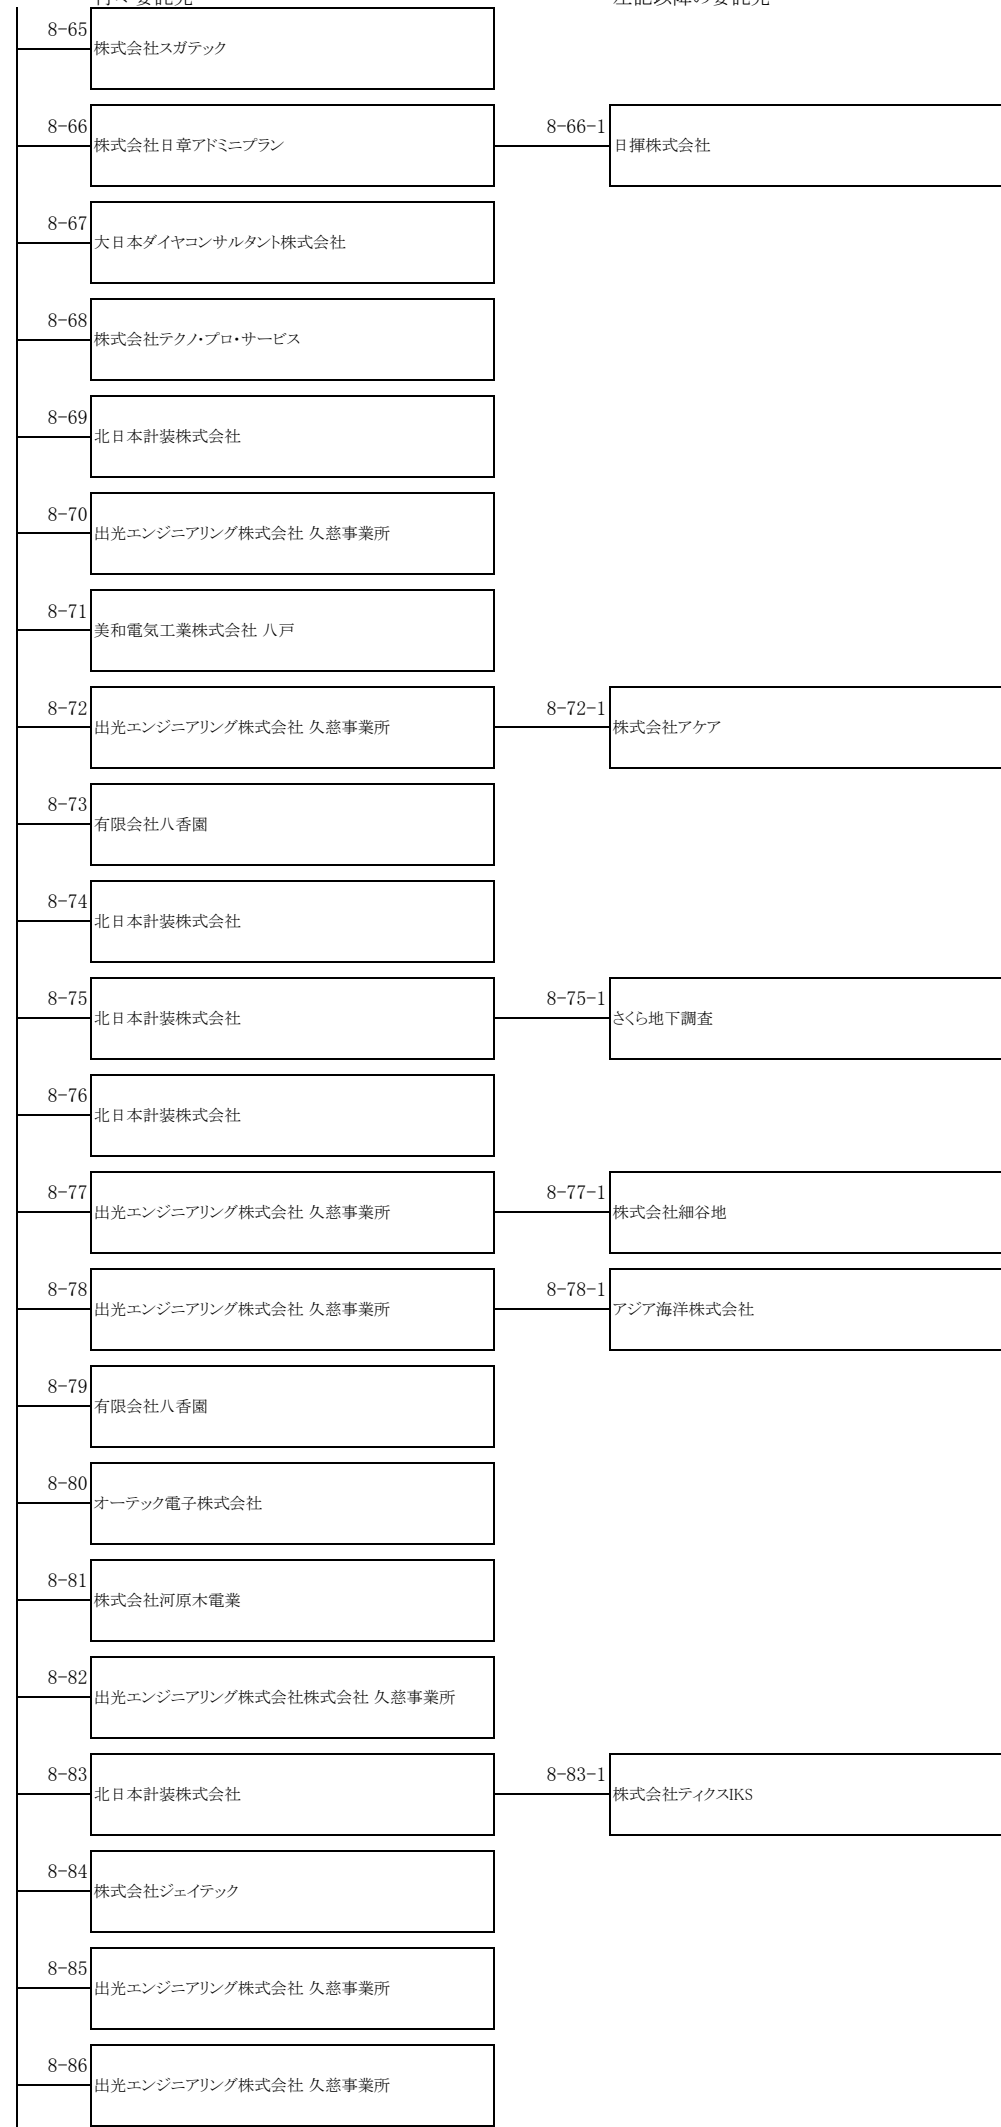 8-65
株式会社スガテック
8-66
株式会社日章アドミニプラン
8-66-1
日揮株式会社
8-67
大日本ダイヤコンサルタント株式会社
8-68
株式会社テクノ・プロ・サービス
8-69
北日本計装株式会社
8-70
出光エンジニアリング株式会社 久慈事業所
8-71
美和電気工業株式会社 八戸
8-72
出光エンジニアリング株式会社 久慈事業所
8-72-1
株式会社アケア
8-73
有限会社八香園
8-74
北日本計装株式会社
8-75
北日本計装株式会社
8-75-1
さくら地下調査
8-76
北日本計装株式会社
8-77
出光エンジニアリング株式会社 久慈事業所
8-77-1
株式会社細谷地
8-78
出光エンジニアリング株式会社 久慈事業所
8-78-1
アジア海洋株式会社
8-79
有限会社八香園
8-80
オーテック電子株式会社
8-81
株式会社河原木電業
8-82
出光エンジニアリング株式会社株式会社 久慈事業所
8-83
北日本計装株式会社
8-83-1
株式会社ティクスIKS
8-84
株式会社ジェイテック
8-85
出光エンジニアリング株式会社 久慈事業所
8-86
出光エンジニアリング株式会社 久慈事業所